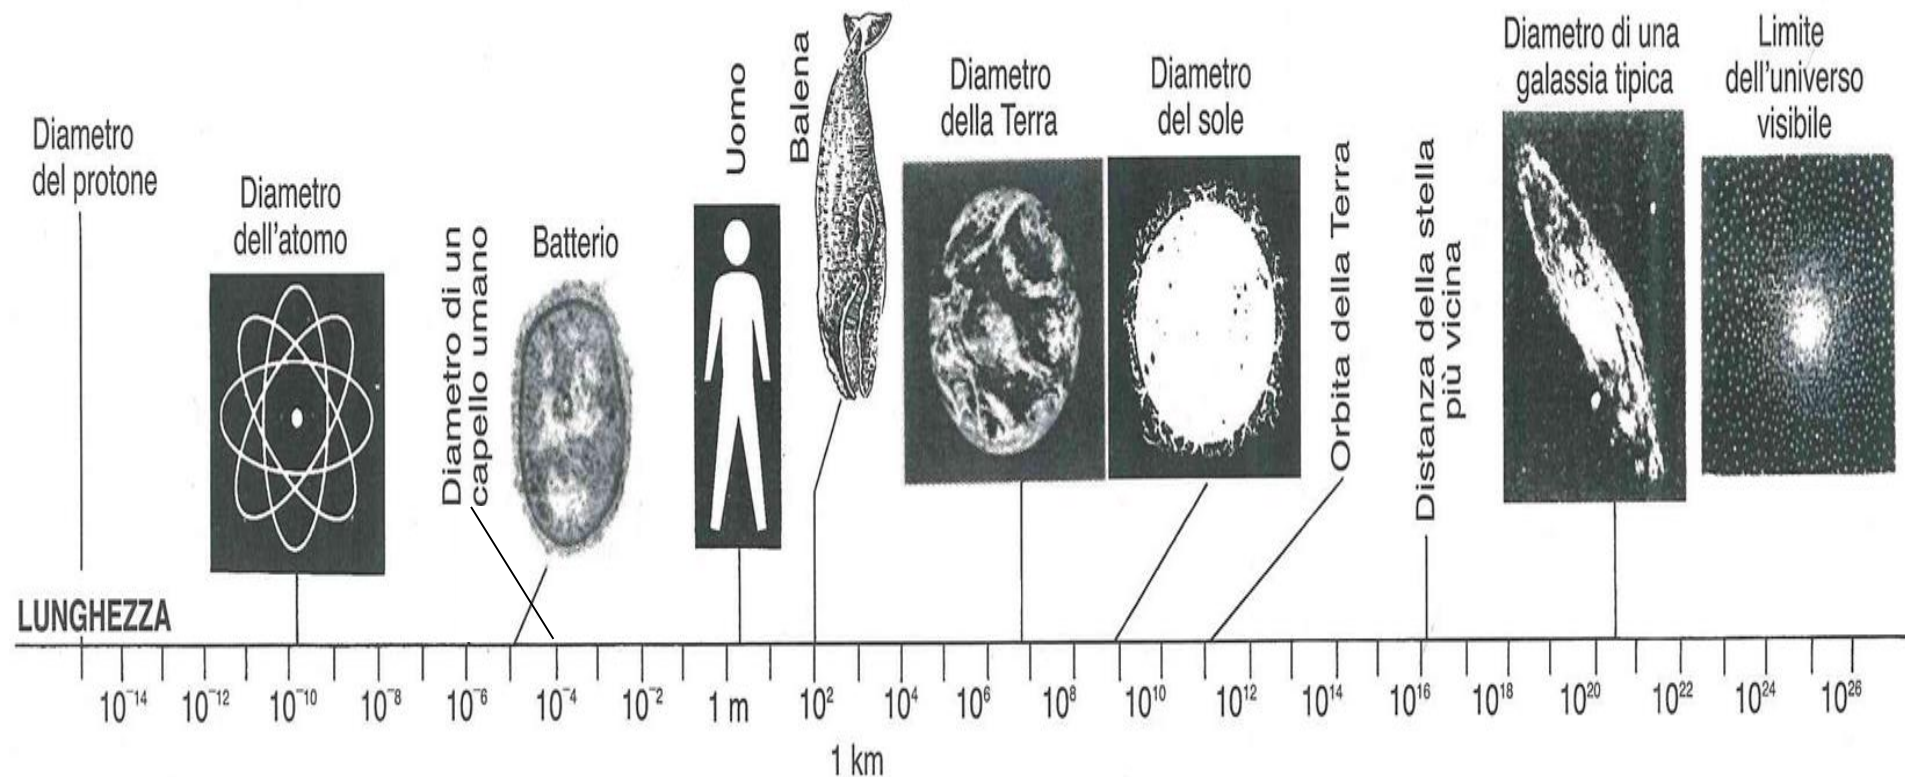 Diametro
del protone
Diametro
dell'atomo
Diametro di un
capello umano
Batterio
Uomo
Balena
Diametro
della Terra
Diametro
del sole
Orbita della Terra
Distanza della stella
più vicina
Diametro di una
galassia tipica
Limite
dell'universo
visibile
LUNGHEZZA
10⁻¹⁴ 10⁻¹² 10⁻¹⁰ 10⁻⁸ 10⁻⁶ 10⁻⁴ 10⁻² 1 m 10² 10⁴ 10⁶ 10⁸ 10¹⁰ 10¹² 10¹⁴ 10¹⁶ 10¹⁸ 10²⁰ 10²² 10²⁴ 10²⁶
1 km